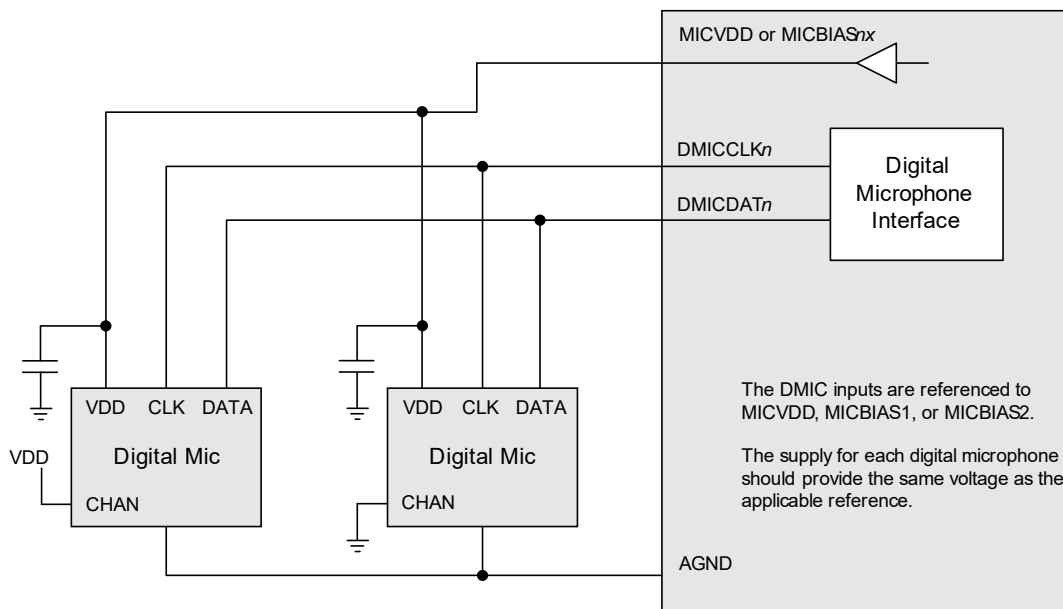 MICVDD or MICBIASnx
DMICCLKn
DMICDATn
Digital
Microphone
Interface
VDD CLK DATA
Digital Mic
VDD
CHAN
VDD CLK DATA
Digital Mic
CHAN
The DMIC inputs are referenced to
MICVDD, MICBIAS1, or MICBIAS2.
The supply for each digital microphone
should provide the same voltage as the
applicable reference.
AGND